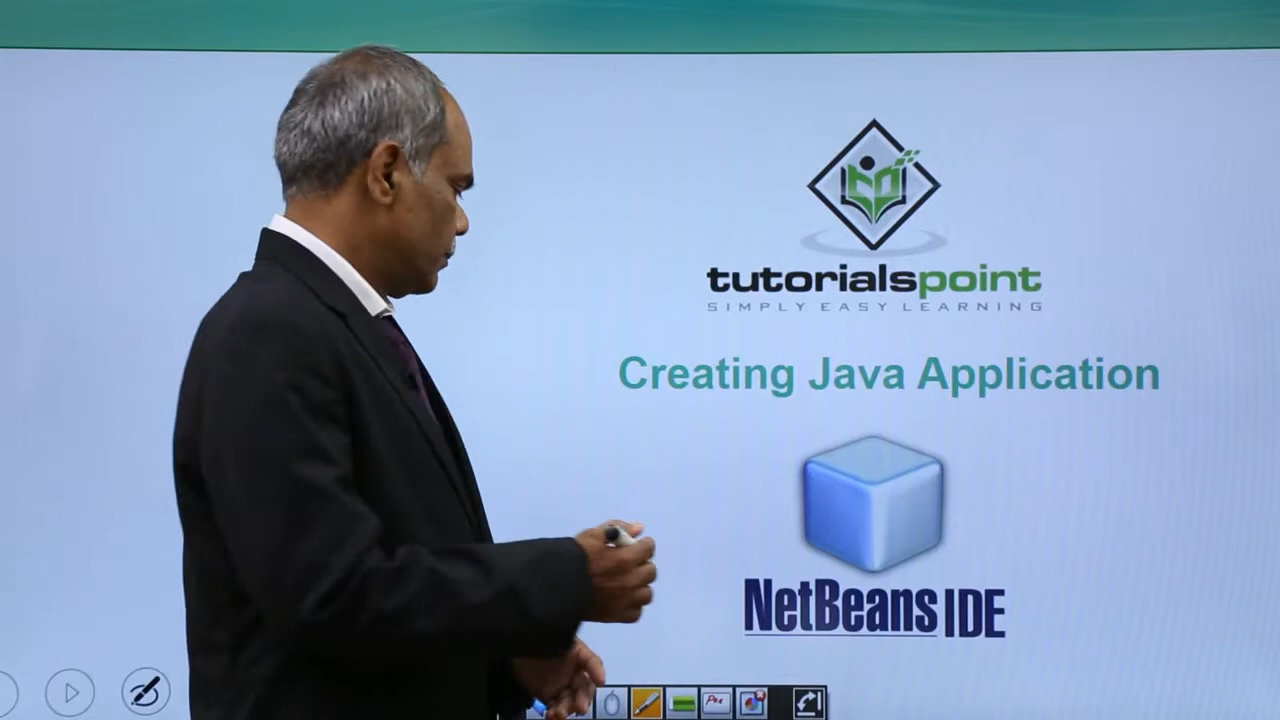 tutorialspoint
SIMPLY EASY LEARNING
Creating Java Application
NetBeans IDE